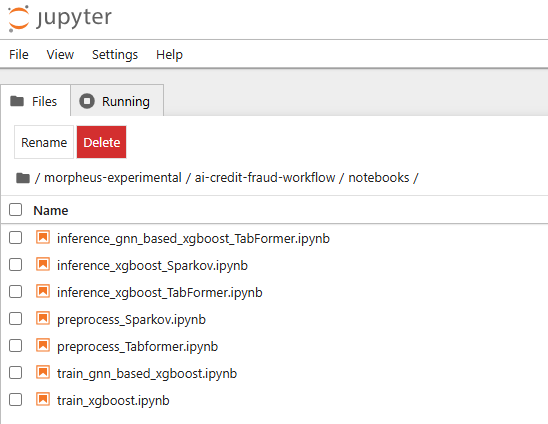 jupyter
File View Settings Help
Files Running
Rename Delete
/ morpheus-experimental / ai-credit-fraud-workflow / notebooks /
Name
inference_gnn_based_xgboost_TabFormer.ipynb
inference_xgboost_Sparkov.ipynb
inference_xgboost_TabFormer.ipynb
preprocess_Sparkov.ipynb
preprocess_Tabformer.ipynb
train_gnn_based_xgboost.ipynb
train_xgboost.ipynb